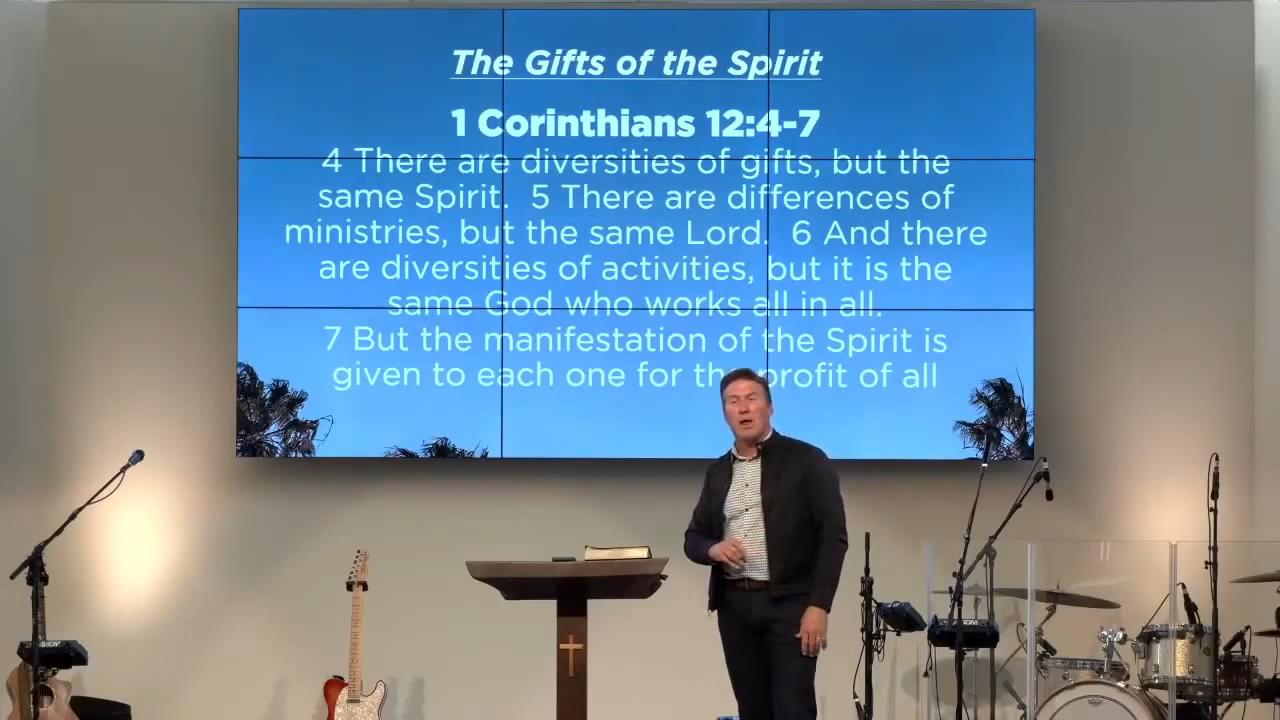 The Gifts of the Spirit
1 Corinthians 12:4-7
4 There are diversities of gifts, but the
same Spirit. 5 There are differences of
ministries, but the same Lord. 6 And there
are diversities of activities, but it is the
same God who works all in all.
7 But the manifestation of the Spirit is
given to each one for the profit of all